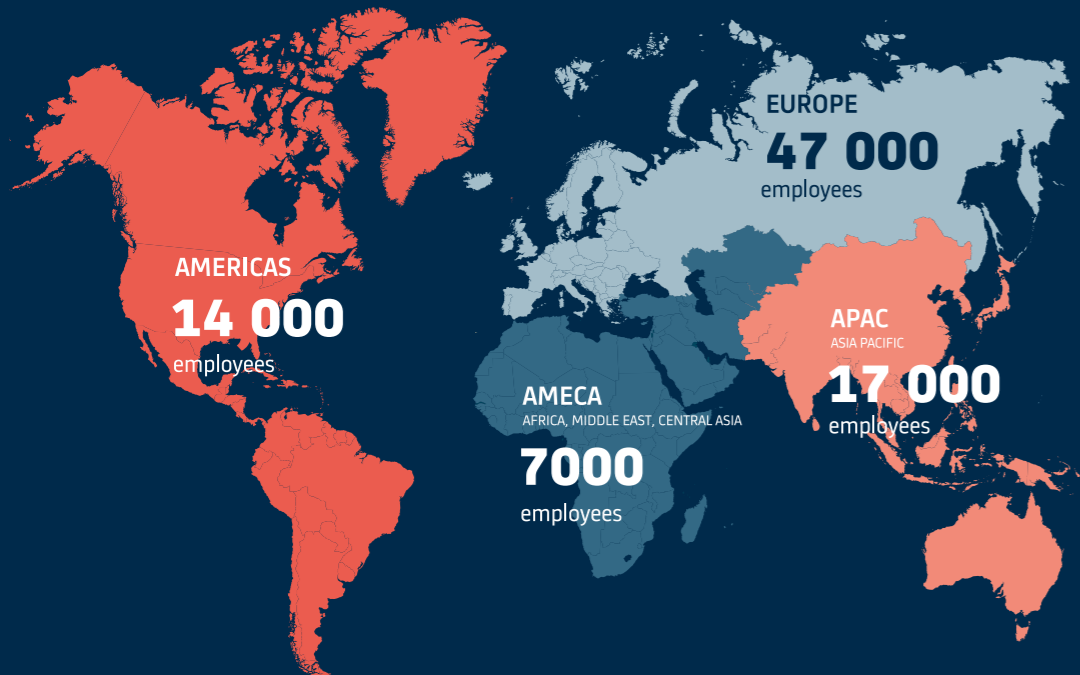 EUROPE
47 000
employees
AMERICAS
14 000
employees
APAC
ASIA PACIFIC
17 000
employees
AMECA
AFRICA, MIDDLE EAST, CENTRAL ASIA
7000
employees